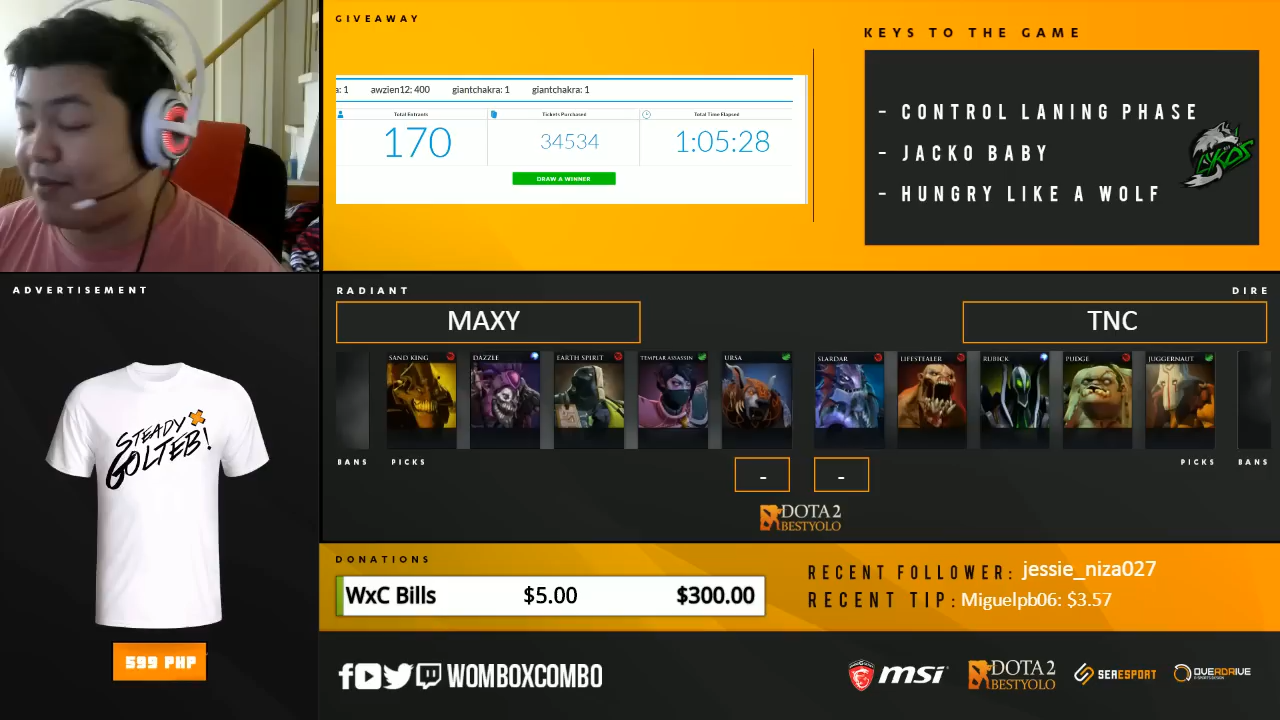 GIVEAWAY
a: 1 awzien12: 400 giantchakra: 1 giantchakra: 1
Total Entrants Tickets Purchased Total Time Elapsed
170 34534 1:05:28
DRAW A WINNER
KEYS TO THE GAME
- CONTROL LANING PHASE
- JACKO BABY
- HUNGRY LIKE A WOLF
LYKOS
ADVERTISEMENT
STEADY
GOLTEB!
599 PHP
RADIANT DIRE
MAXY TNC
SAND KING DAZZLE EARTH SPIRIT TEMPLAR ASSASSIN URSA SLARDAR LIFESTEALER RUBICK PUDGE JUGGERNAUT
BANS PICKS PICKS BANS
- -
DOTA 2
BESTYOLO
DONATIONS
WxC Bills $5.00 $300.00
RECENT FOLLOWER: jessie_niza027
RECENT TIP: Miguelpb06: $3.57
WOMBOXCOMBO
msi
DOTA 2
BESTYOLO
SEAESPORT
OVERDRIVE